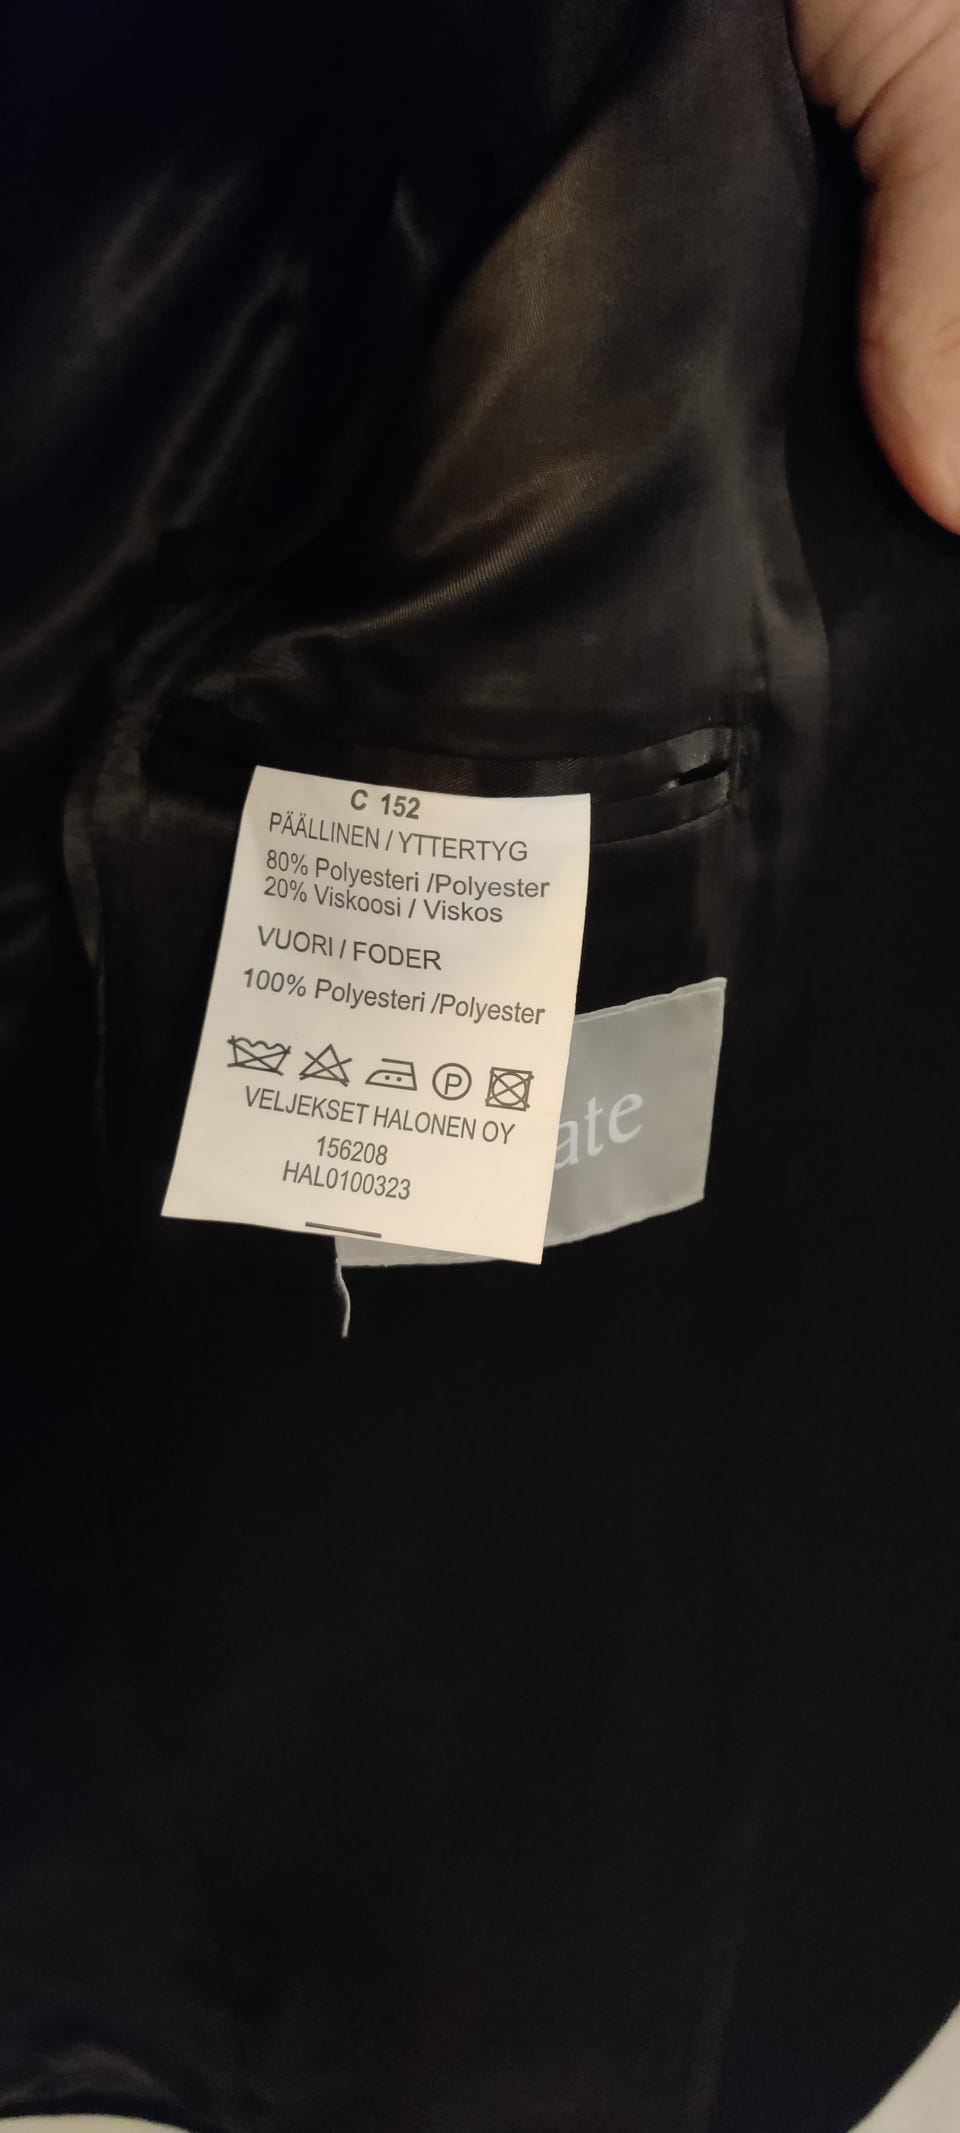 C 152
PÄÄLLINEN / YTTERTYG
80% Polyesteri /Polyester
20% Viskoosi / Viskos
VUORI / FODER
100% Polyesteri /Polyester
P
VELJEKSET HALONEN OY
156208
HAL0100323